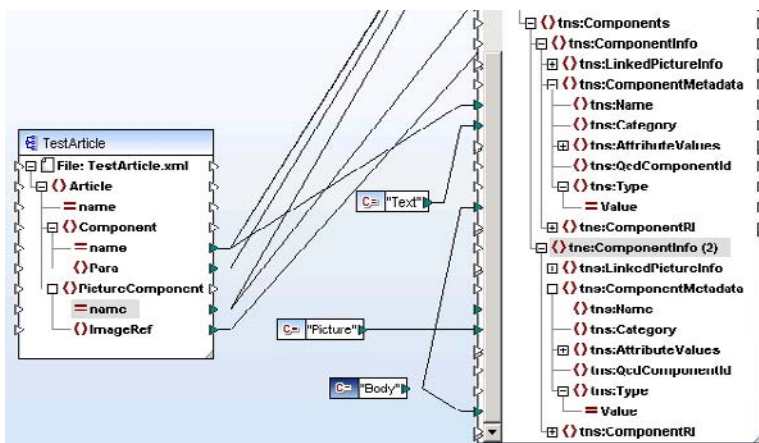 TestArticle
File: TestArticle.xml
Article
name
Component
name
Para
PictureComponent
name
ImageRef
C= "Text"
C= "Picture"
C= "Body"
tns:Components
tns:ComponentInfo
tns:LinkedPictureInfo
tns:ComponentMetadata
tns:Name
tns:Category
tns:AttributeValues
tns:QcdComponentId
tns:Type
Value
tns:ComponentRI
tns:ComponentInfo (2)
tns:LinkedPictureInfo
tns:ComponentMetadata
tns:Name
tns:Category
tns:AttributeValues
tns:QcdComponentId
tns:Type
Value
tns:ComponentRI